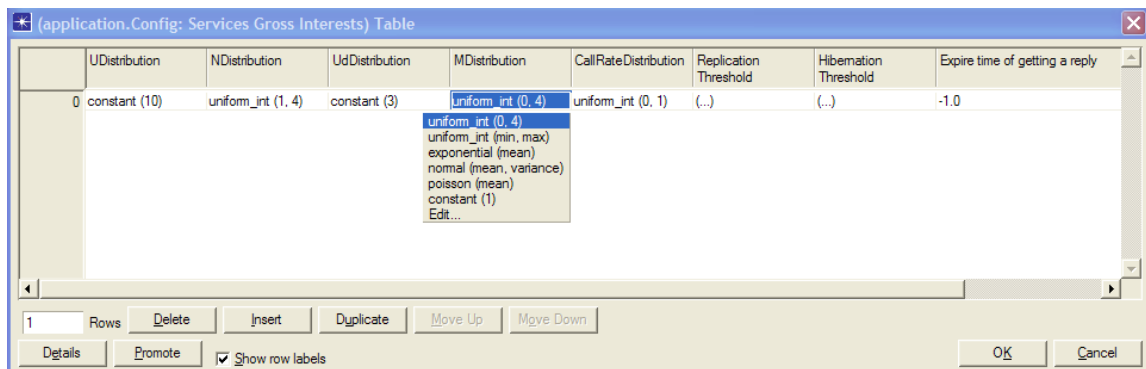 (application.Config: Services Gross Interests) Table
UDistribution NDistribution UdDistribution MDistribution CallRateDistribution Replication Threshold Hibernation Threshold Expire time of getting a reply
0 constant (10) uniform_int (1, 4) constant (3) uniform_int (0, 4) uniform_int (0, 1) (...) (...) -1.0
uniform_int (0, 4)
uniform_int (min, max)
exponential (mean)
normal (mean, variance)
poisson (mean)
constant (1)
Edit...
1 Rows Delete Insert Duplicate Move Up Move Down
Details Promote Show row labels OK Cancel